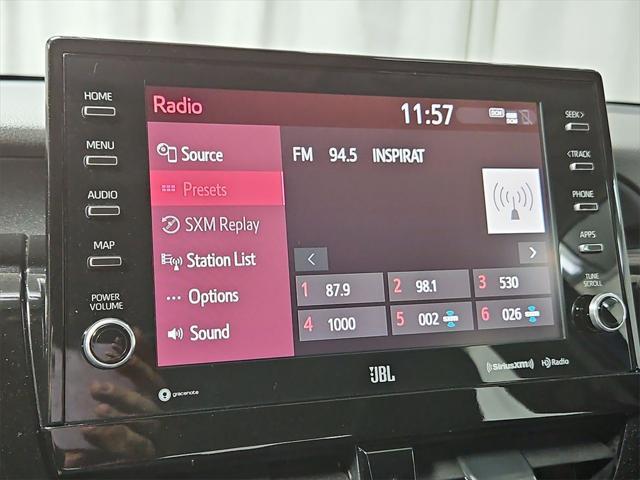 HOME
MENU
AUDIO
MAP
POWER
VOLUME
Radio
11:57
DCM
Source
Presets
SXM Replay
Station List
Options
Sound
FM 94.5 INSPIRAT
<
>
1 87.9
2 98.1
3 530
4 1000
5 002
6 026
SEEK>
<TRACK
PHONE
APPS
TUNE
SCROLL
gracenote
JBL
((SiriusXM))
HD Radio